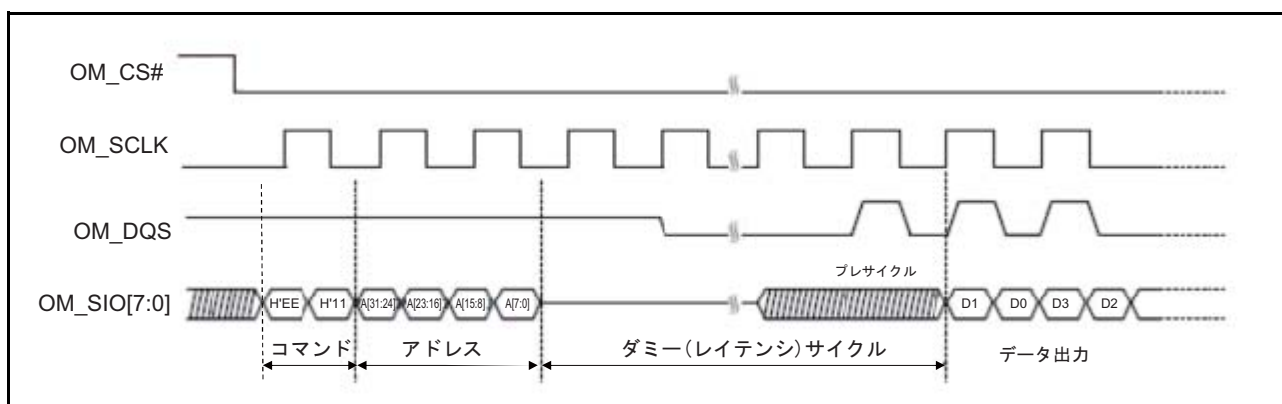 OM_CS#
OM_SCLK
OM_DQS
プレサイクル
OM_SIO[7:0]
H'EE H'11 A[31:24] A[23:16] A[15:8] A[7:0] D1 D0 D3 D2
コマンド アドレス ダミー(レイテンシ)サイクル データ出力